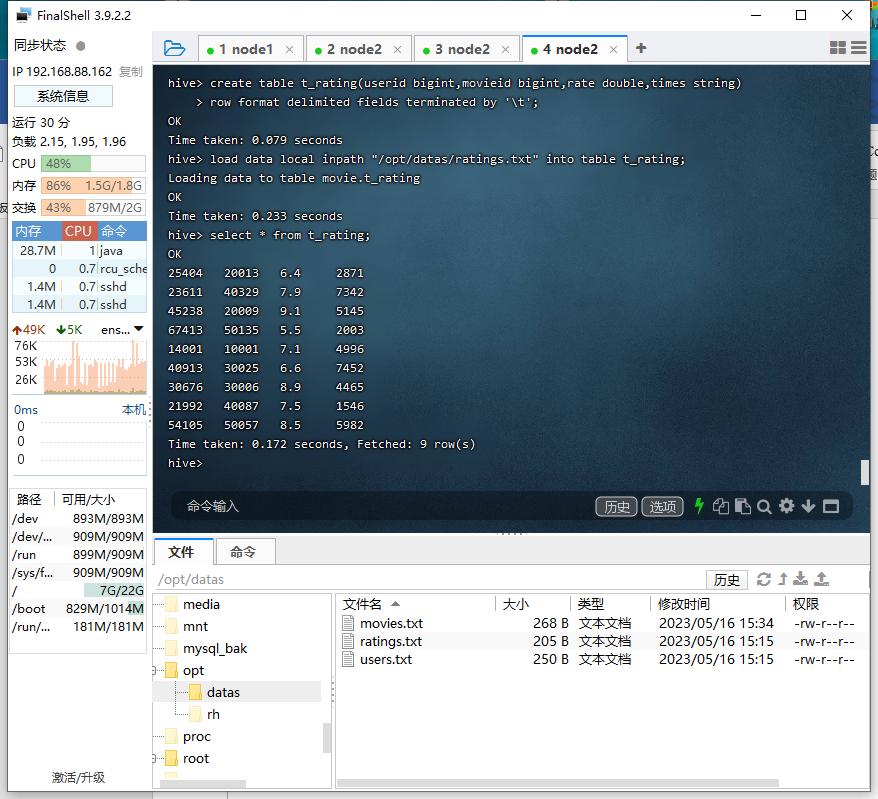 FinalShell 3.9.2.2
同步状态
IP 192.168.88.162 复制
系统信息
运行 30 分
负载 2.15, 1.95, 1.96
CPU 48%
内存 86% 1.5G/1.8G
交换 43% 879M/2G
内存 CPU 命令
28.7M 1 java
0 0.7 rcu_sche
1.4M 0.7 sshd
1.4M 0.7 sshd
49K 5K ens...
76K
53K
26K
0ms 本机
0
0
0
路径 可用/大小
/dev 893M/893M
/dev/... 909M/909M
/run 899M/909M
/sys/f... 909M/909M
/ 7G/22G
/boot 829M/1014M
/run/... 181M/181M
激活/升级
1 node1
2 node2
3 node2
4 node2
hive> create table t_rating(userid bigint,movieid bigint,rate double,times string)
> row format delimited fields terminated by '\t';
OK
Time taken: 0.079 seconds
hive> load data local inpath "/opt/datas/ratings.txt" into table t_rating;
Loading data to table movie.t_rating
OK
Time taken: 0.233 seconds
hive> select * from t_rating;
OK
25404 20013 6.4 2871
23611 40329 7.9 7342
45238 20009 9.1 5145
67413 50135 5.5 2003
14001 10001 7.1 4996
40913 30025 6.6 7452
30676 30006 8.9 4465
21992 40087 7.5 1546
54105 50057 8.5 5982
Time taken: 0.172 seconds, Fetched: 9 row(s)
hive>
命令输入 历史 选项
文件 命令
/opt/datas 历史
media
mnt
mysql_bak
opt
datas
rh
proc
root
文件名 大小 类型 修改时间 权限
movies.txt 268 B 文本文档 2023/05/16 15:34 -rw-r--r--
ratings.txt 205 B 文本文档 2023/05/16 15:15 -rw-r--r--
users.txt 250 B 文本文档 2023/05/16 15:15 -rw-r--r--